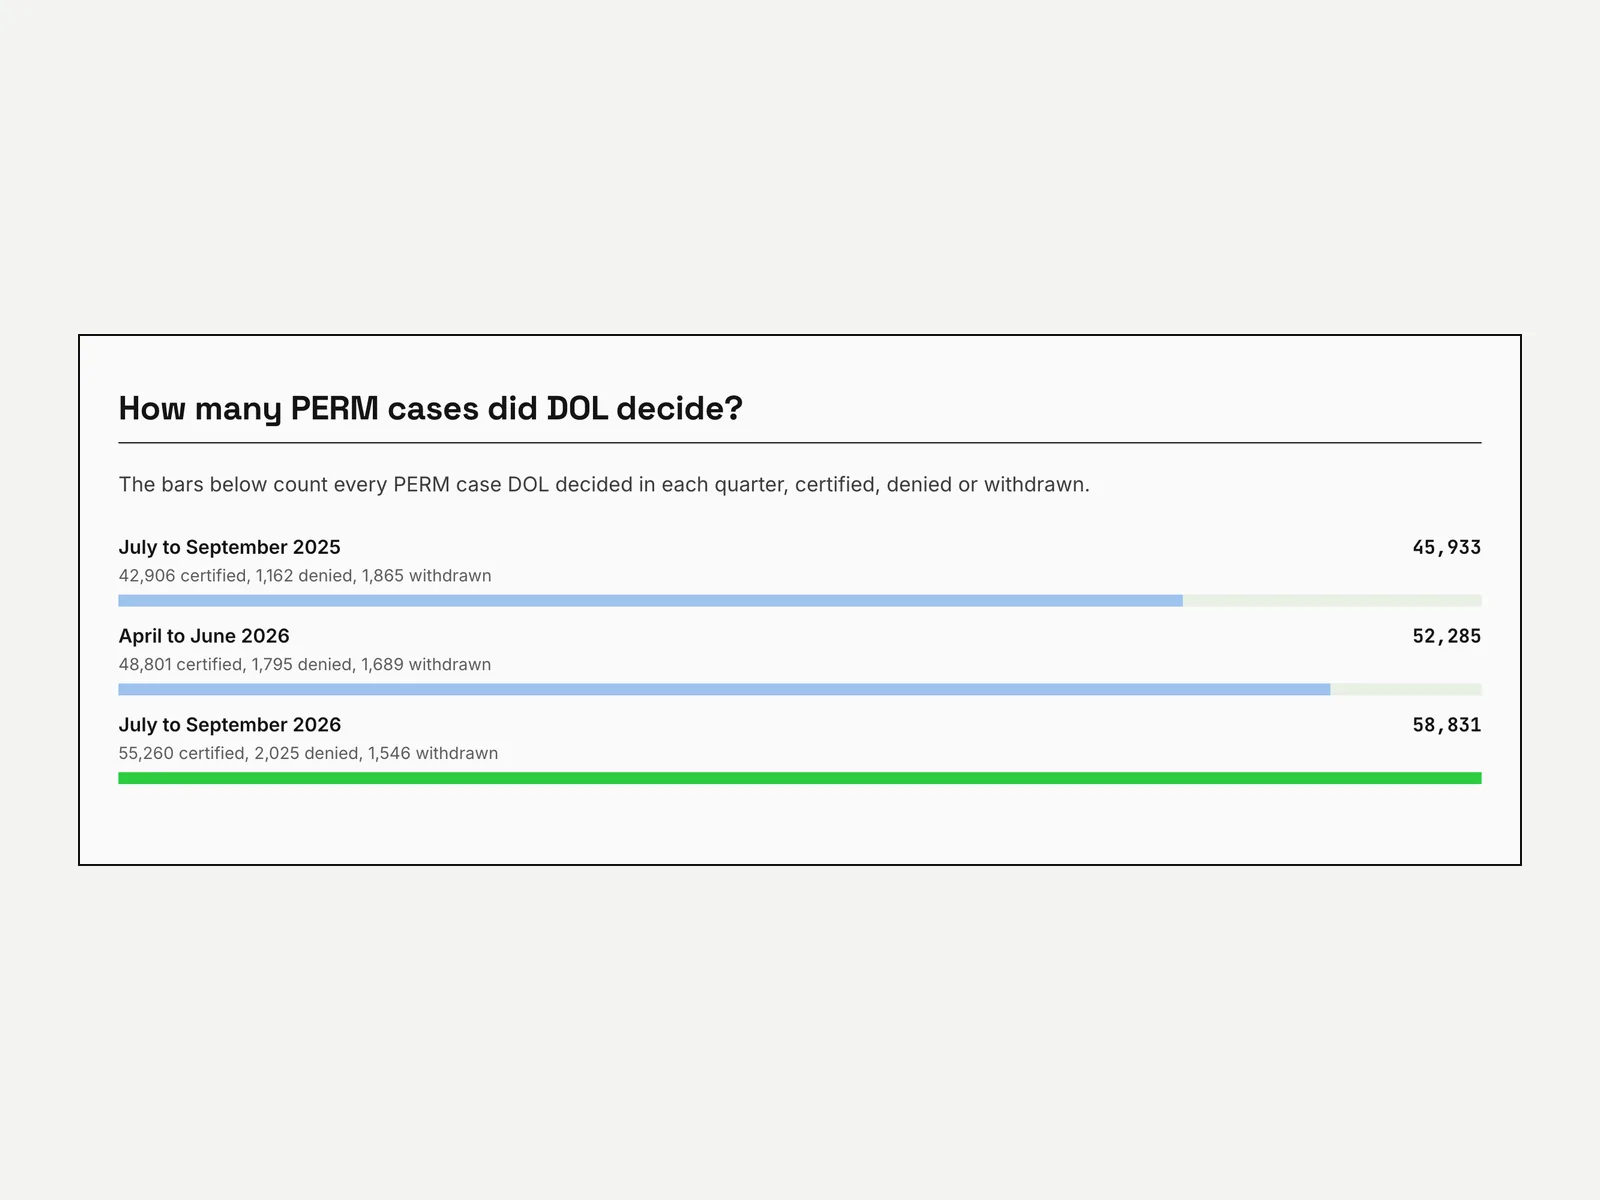 How many PERM cases did DOL decide?
The bars below count every PERM case DOL decided in each quarter, certified, denied or withdrawn.
July to September 2025 45,933
42,906 certified, 1,162 denied, 1,865 withdrawn
April to June 2026 52,285
48,801 certified, 1,795 denied, 1,689 withdrawn
July to September 2026 58,831
55,260 certified, 2,025 denied, 1,546 withdrawn